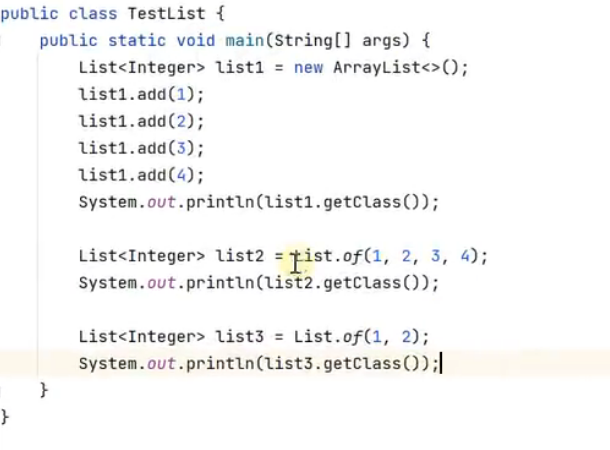 public class TestList {
    public static void main(String[] args) {
        List<Integer> list1 = new ArrayList<>();
        list1.add(1);
        list1.add(2);
        list1.add(3);
        list1.add(4);
        System.out.println(list1.getClass());
        List<Integer> list2 = List.of(1, 2, 3, 4);
        System.out.println(list2.getClass());
        List<Integer> list3 = List.of(1, 2);
        System.out.println(list3.getClass());
    }
}